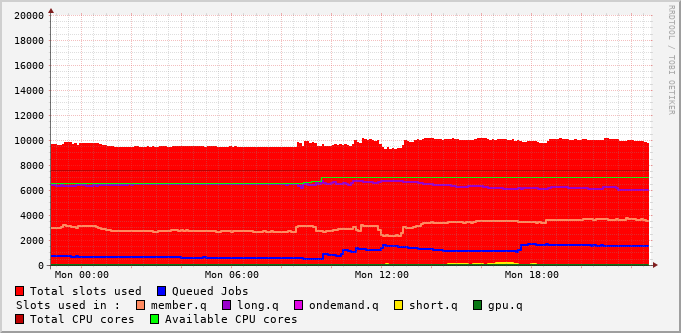 20000
18000
16000
14000
12000
10000
8000
6000
4000
2000
0
Mon 00:00 Mon 06:00 Mon 12:00 Mon 18:00
RRDTOOL / TOBI OETIKER
Total slots used Queued Jobs
Slots used in : member.q long.q ondemand.q short.q gpu.q
Total CPU cores Available CPU cores